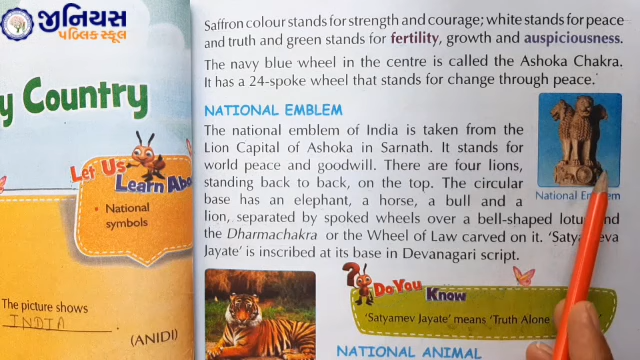 જીનિયસ
પબ્લિક સ્કૂલ
y Country
Let Us
Learn Abo
• National
symbols
The picture shows
INDIA.
(ANIDI)
Saffron colour stands for strength and courage; white stands for peace
and truth and green stands for fertility, growth and auspiciousness.
The navy blue wheel in the centre is called the Ashoka Chakra.
It has a 24-spoke wheel that stands for change through peace.
NATIONAL EMBLEM
The national emblem of India is taken from the
Lion Capital of Ashoka in Sarnath. It stands for
world peace and goodwill. There are four lions,
standing back to back, on the top. The circular
base has an elephant, a horse, a bull and a
lion, separated by spoked wheels over a bell-shaped nd
the Dharmachakra or the Wheel of Law carved on it. eva
Jayate' is inscribed at its base in Devanagari script.
National Em em
Do You
Know
'Satyamev Jayate' means 'Truth Alone
NATIONAL ANIMAL